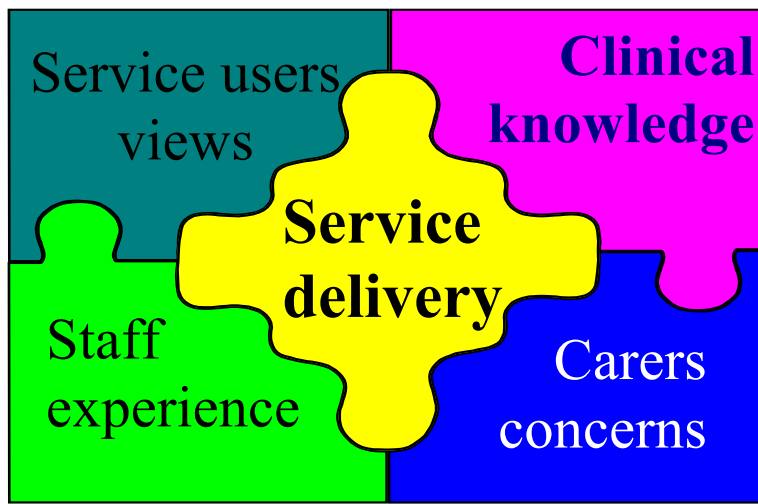 Service users
views
Clinical
knowledge
Service
delivery
Staff
experience
Carers
concerns